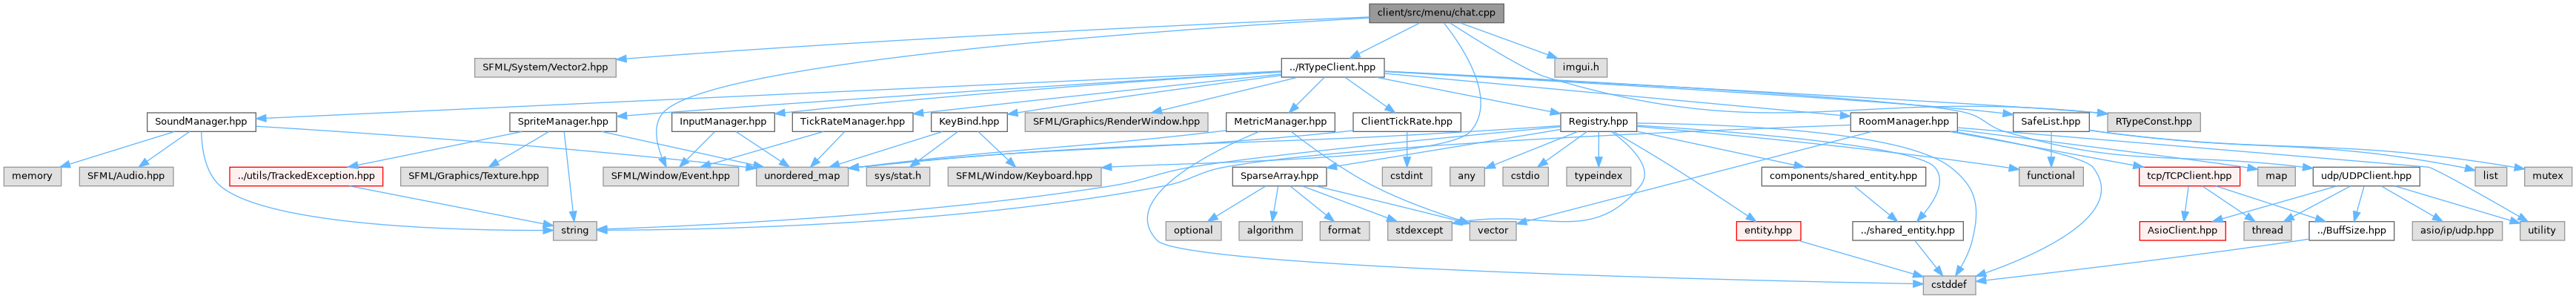 client/src/menu/chat.cpp
SFML/System/Vector2.hpp
../RTypeClient.hpp
imgui.h
SoundManager.hpp
SpriteManager.hpp
InputManager.hpp
TickRateManager.hpp
KeyBind.hpp
SFML/Graphics/RenderWindow.hpp
MetricManager.hpp
ClientTickRate.hpp
Registry.hpp
RoomManager.hpp
SafeList.hpp
RTypeConst.hpp
memory
SFML/Audio.hpp
../utils/TrackedException.hpp
SFML/Graphics/Texture.hpp
SFML/Window/Event.hpp
unordered_map
sys/stat.h
SFML/Window/Keyboard.hpp
SparseArray.hpp
cstdint
any
cstdio
typeindex
components/shared_entity.hpp
functional
tcp/TCPClient.hpp
map
udp/UDPClient.hpp
list
mutex
string
optional
algorithm
format
stdexcept
vector
entity.hpp
../shared_entity.hpp
AsioClient.hpp
thread
../BuffSize.hpp
asio/ip/udp.hpp
utility
cstddef